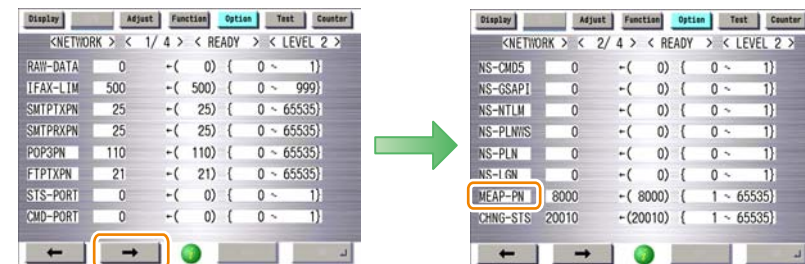 Display Adjust Function Option Test Counter
<NETWORK > < 1/ 4 > < READY > < LEVEL 2 >
RAW-DATA 0 ←( 0) { 0 ~ 1}
IFAX-LIM 500 ←( 500) { 0 ~ 999}
SMTPTXPN 25 ←( 25) { 0 ~ 65535}
SMTPRXPN 25 ←( 25) { 0 ~ 65535}
POP3PN 110 ←( 110) { 0 ~ 65535}
FTPTXPN 21 ←( 21) { 0 ~ 65535}
STS-PORT 0 ←( 0) { 0 ~ 1}
CMD-PORT 0 ←( 0) { 0 ~ 1}
Display Adjust Function Option Test Counter
<NETWORK > < 2/ 4 > < READY > < LEVEL 2 >
NS-CMD5 0 ←( 0) { 0 ~ 1}
NS-GSAPI 0 ←( 0) { 0 ~ 1}
NS-NTLM 0 ←( 0) { 0 ~ 1}
NS-PLNWS 0 ←( 0) { 0 ~ 1}
NS-PLN 0 ←( 0) { 0 ~ 1}
NS-LGN 0 ←( 0) { 0 ~ 1}
MEAP-PN 8000 ←( 8000) { 1 ~ 65535}
CHNG-STS 20010 ←(20010) { 1 ~ 65535}